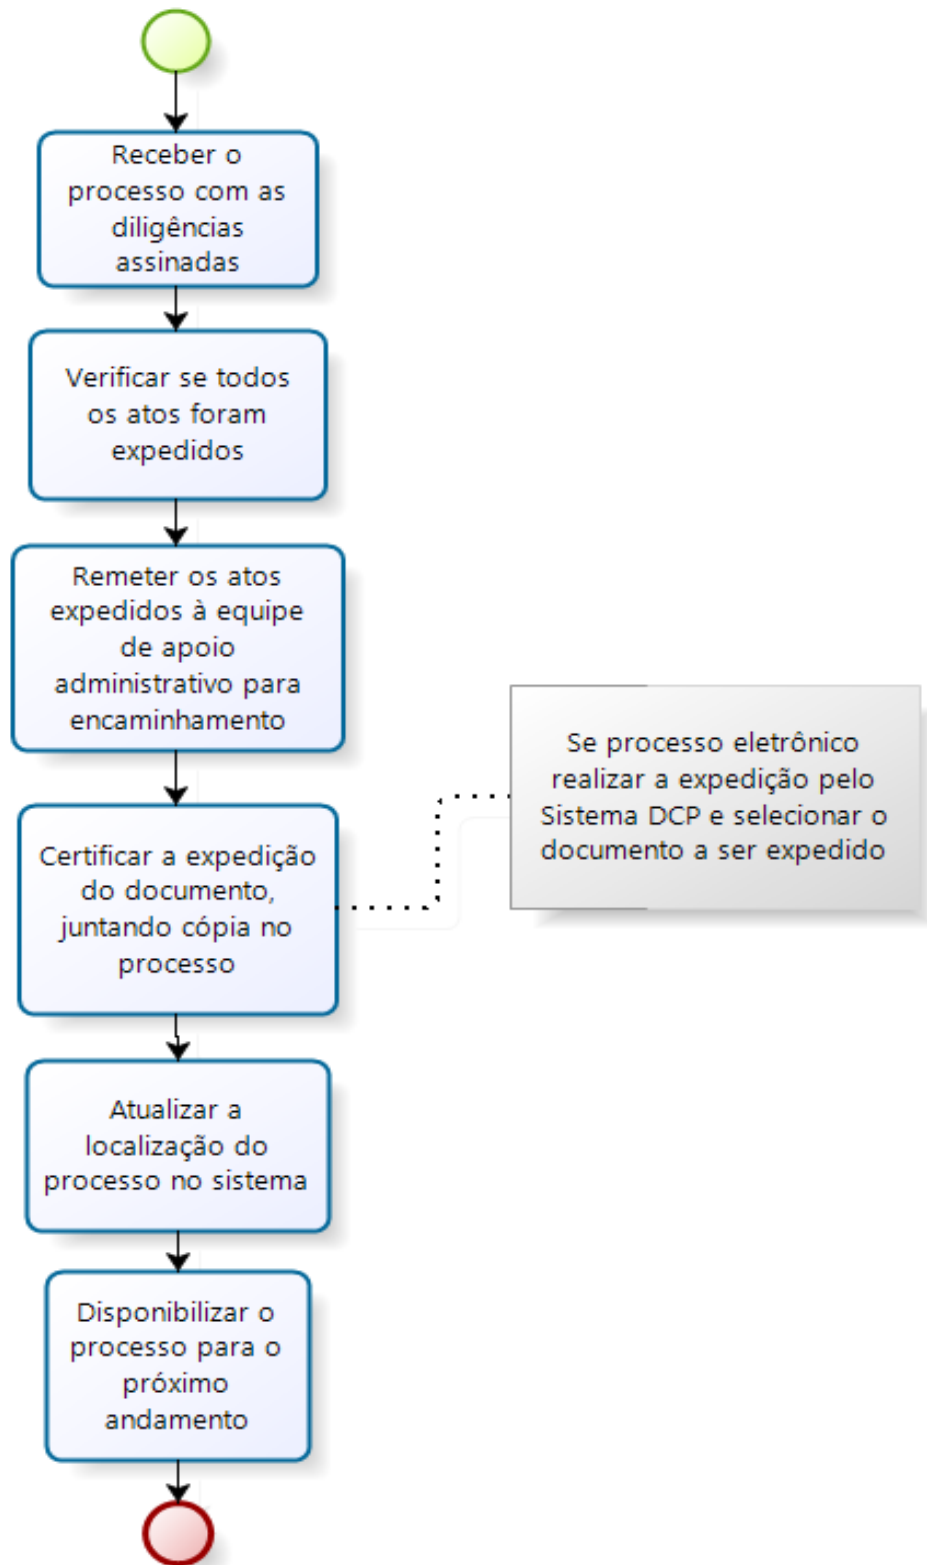 Receber o
processo com as
diligências
assinadas
Verificar se todos
os atos foram
expedidos
Remeter os atos
expedidos à equipe
de apoio
administrativo para
encaminhamento
Se processo eletrônico
realizar a expedição pelo
Sistema DCP e selecionar o
documento a ser expedido
Certificar a expedição
do documento,
juntando cópia no
processo
Atualizar a
localização do
processo no sistema
Disponibilizar o
processo para o
próximo
andamento